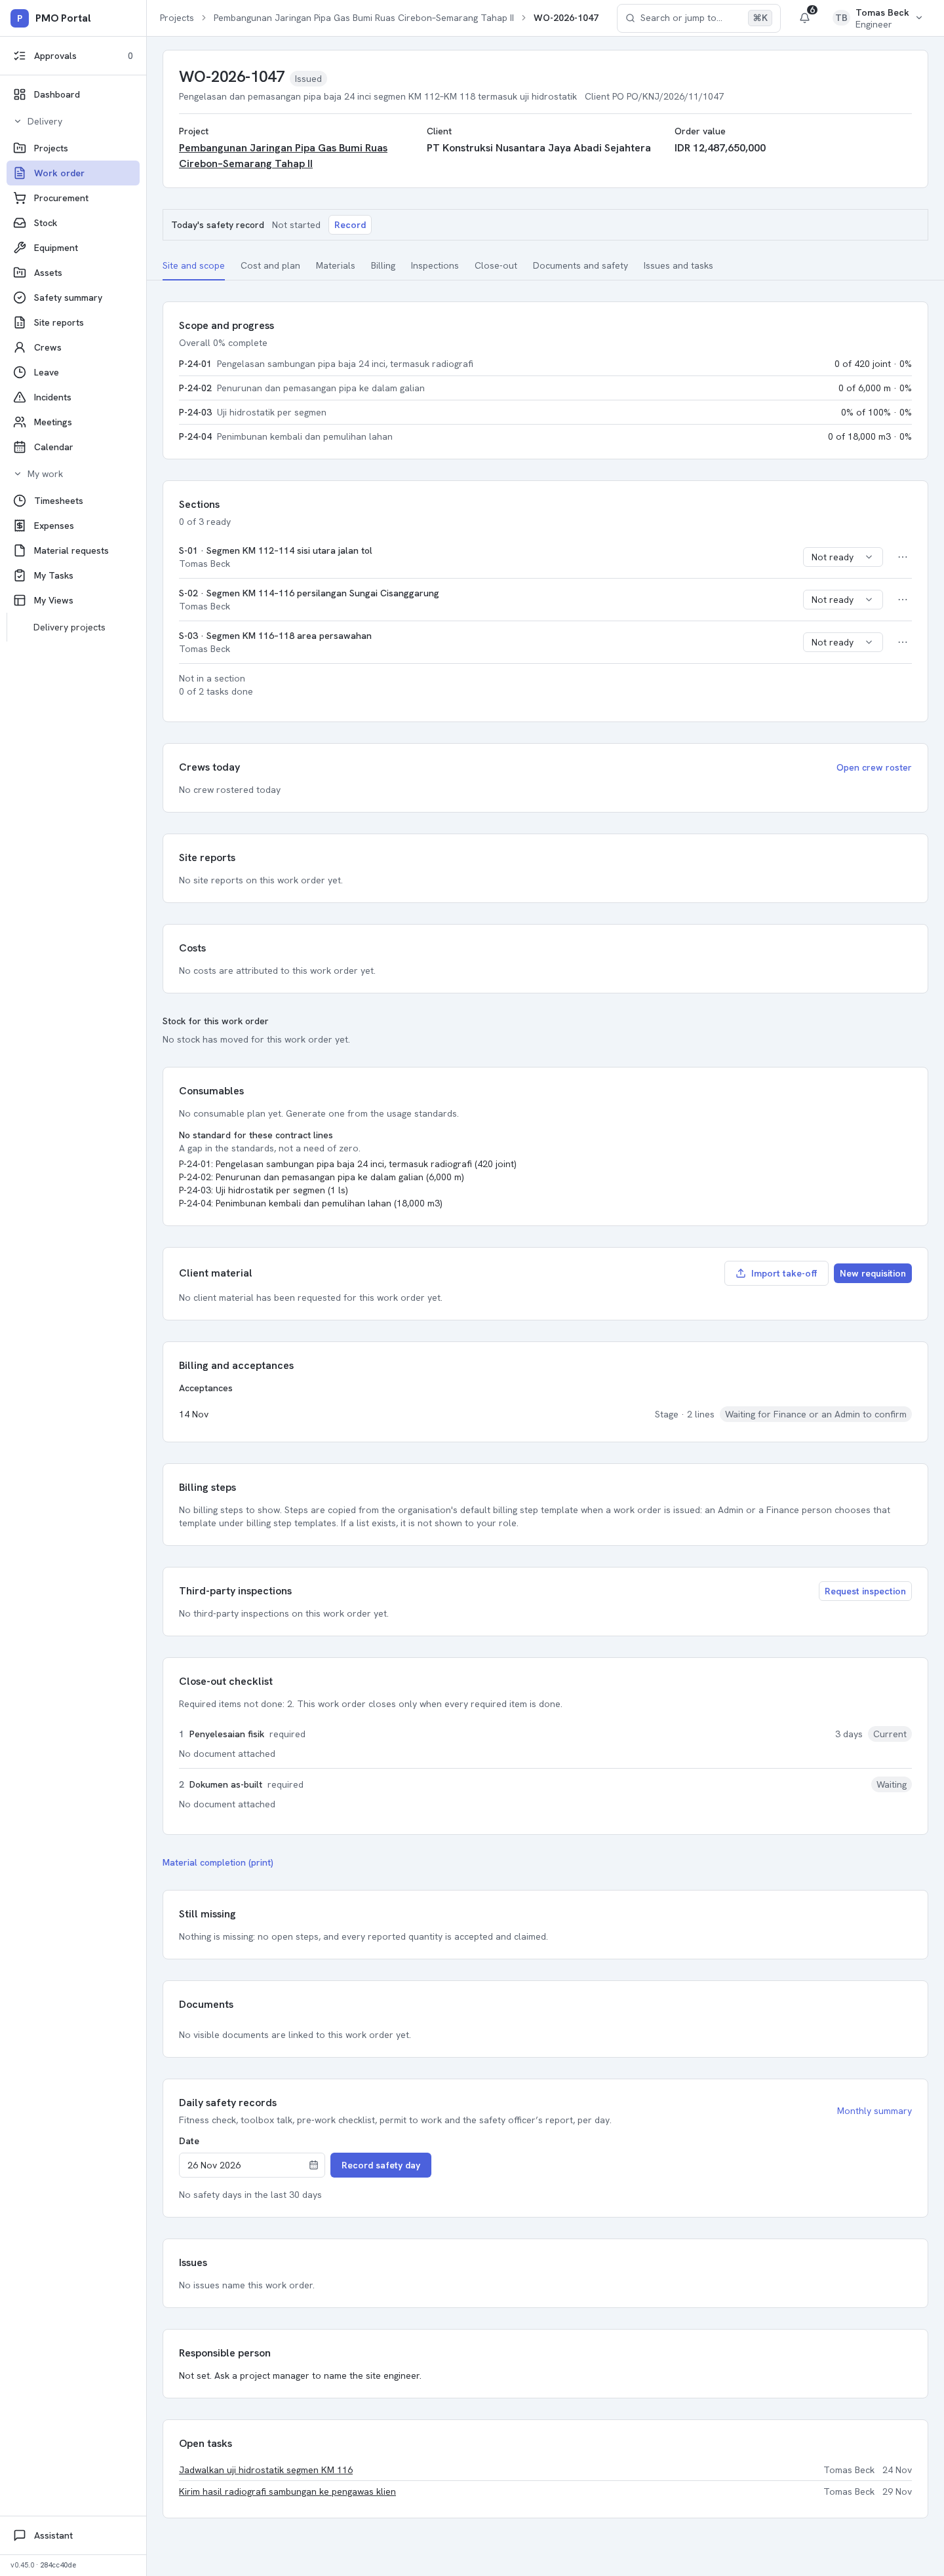 P PMO Portal
Approvals 0
Dashboard
Delivery
Projects
Work order
Procurement
Stock
Equipment
Assets
Safety summary
Site reports
Crews
Leave
Incidents
Meetings
Calendar
My work
Timesheets
Expenses
Material requests
My Tasks
My Views
Delivery projects
Assistant
v0.45.0 · 284cc40de
Projects > Pembangunan Jaringan Pipa Gas Bumi Ruas Cirebon–Semarang Tahap II > WO-2026-1047
Search or jump to... ⌘K
6
TB Tomas Beck
Engineer
WO-2026-1047 Issued
Pengelasan dan pemasangan pipa baja 24 inci segmen KM 112–KM 118 termasuk uji hidrostatik Client PO PO/KNJ/2026/11/1047
Project
Pembangunan Jaringan Pipa Gas Bumi Ruas
Cirebon–Semarang Tahap II
Client
PT Konstruksi Nusantara Jaya Abadi Sejahtera
Order value
IDR 12,487,650,000
Today's safety record Not started Record
Site and scope Cost and plan Materials Billing Inspections Close-out Documents and safety Issues and tasks
Scope and progress
Overall 0% complete
P-24-01 Pengelasan sambungan pipa baja 24 inci, termasuk radiografi 0 of 420 joint · 0%
P-24-02 Penurunan dan pemasangan pipa ke dalam galian 0 of 6,000 m · 0%
P-24-03 Uji hidrostatik per segmen 0% of 100% · 0%
P-24-04 Penimbunan kembali dan pemulihan lahan 0 of 18,000 m3 · 0%
Sections
0 of 3 ready
S-01 · Segmen KM 112–114 sisi utara jalan tol
Tomas Beck
Not ready
S-02 · Segmen KM 114–116 persilangan Sungai Cisanggarung
Tomas Beck
Not ready
S-03 · Segmen KM 116–118 area persawahan
Tomas Beck
Not ready
Not in a section
0 of 2 tasks done
Crews today Open crew roster
No crew rostered today
Site reports
No site reports on this work order yet.
Costs
No costs are attributed to this work order yet.
Stock for this work order
No stock has moved for this work order yet.
Consumables
No consumable plan yet. Generate one from the usage standards.
No standard for these contract lines
A gap in the standards, not a need of zero.
P-24-01: Pengelasan sambungan pipa baja 24 inci, termasuk radiografi (420 joint)
P-24-02: Penurunan dan pemasangan pipa ke dalam galian (6,000 m)
P-24-03: Uji hidrostatik per segmen (1 ls)
P-24-04: Penimbunan kembali dan pemulihan lahan (18,000 m3)
Client material Import take-off New requisition
No client material has been requested for this work order yet.
Billing and acceptances
Acceptances
14 Nov Stage · 2 lines Waiting for Finance or an Admin to confirm
Billing steps
No billing steps to show. Steps are copied from the organisation's default billing step template when a work order is issued: an Admin or a Finance person chooses that
template under billing step templates. If a list exists, it is not shown to your role.
Third-party inspections Request inspection
No third-party inspections on this work order yet.
Close-out checklist
Required items not done: 2. This work order closes only when every required item is done.
1 Penyelesaian fisik required 3 days Current
No document attached
2 Dokumen as-built required Waiting
No document attached
Material completion (print)
Still missing
Nothing is missing: no open steps, and every reported quantity is accepted and claimed.
Documents
No visible documents are linked to this work order yet.
Daily safety records
Fitness check, toolbox talk, pre-work checklist, permit to work and the safety officer’s report, per day.
Monthly summary
Date
26 Nov 2026 Record safety day
No safety days in the last 30 days
Issues
No issues name this work order.
Responsible person
Not set. Ask a project manager to name the site engineer.
Open tasks
Jadwalkan uji hidrostatik segmen KM 116 Tomas Beck 24 Nov
Kirim hasil radiografi sambungan ke pengawas klien Tomas Beck 29 Nov